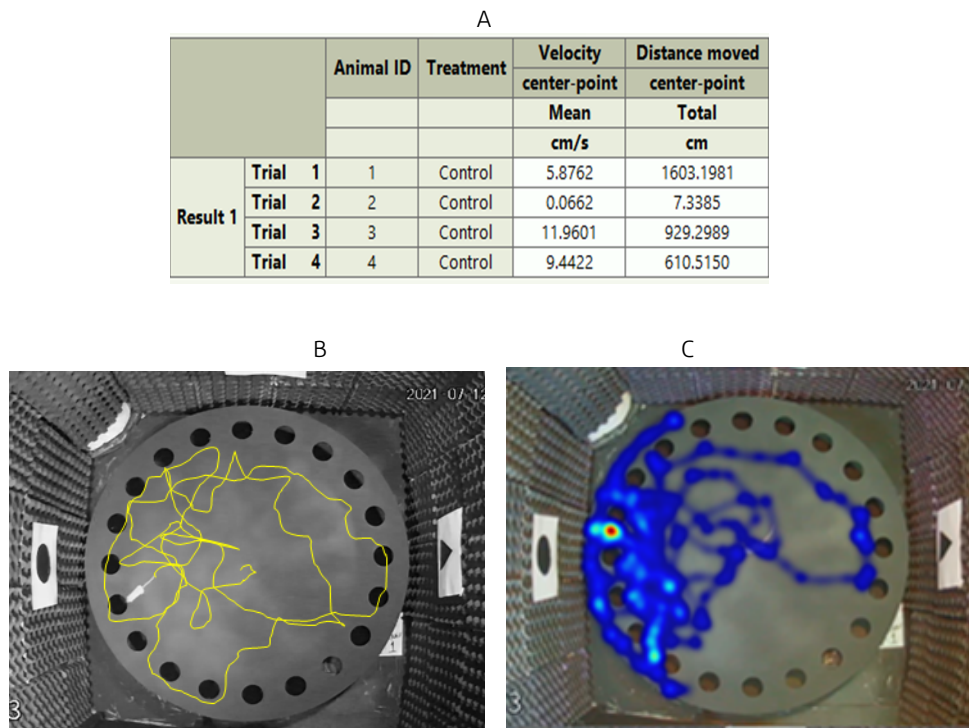 A
Animal ID Treatment Velocity Distance moved
center-point center-point
Mean Total
cm/s cm
Result 1 Trial 1 1 Control 5.8762 1603.1981
Trial 2 2 Control 0.0662 7.3385
Trial 3 3 Control 11.9601 929.2989
Trial 4 4 Control 9.4422 610.5150
B C
2021 07 12 2021 07
1
3 3